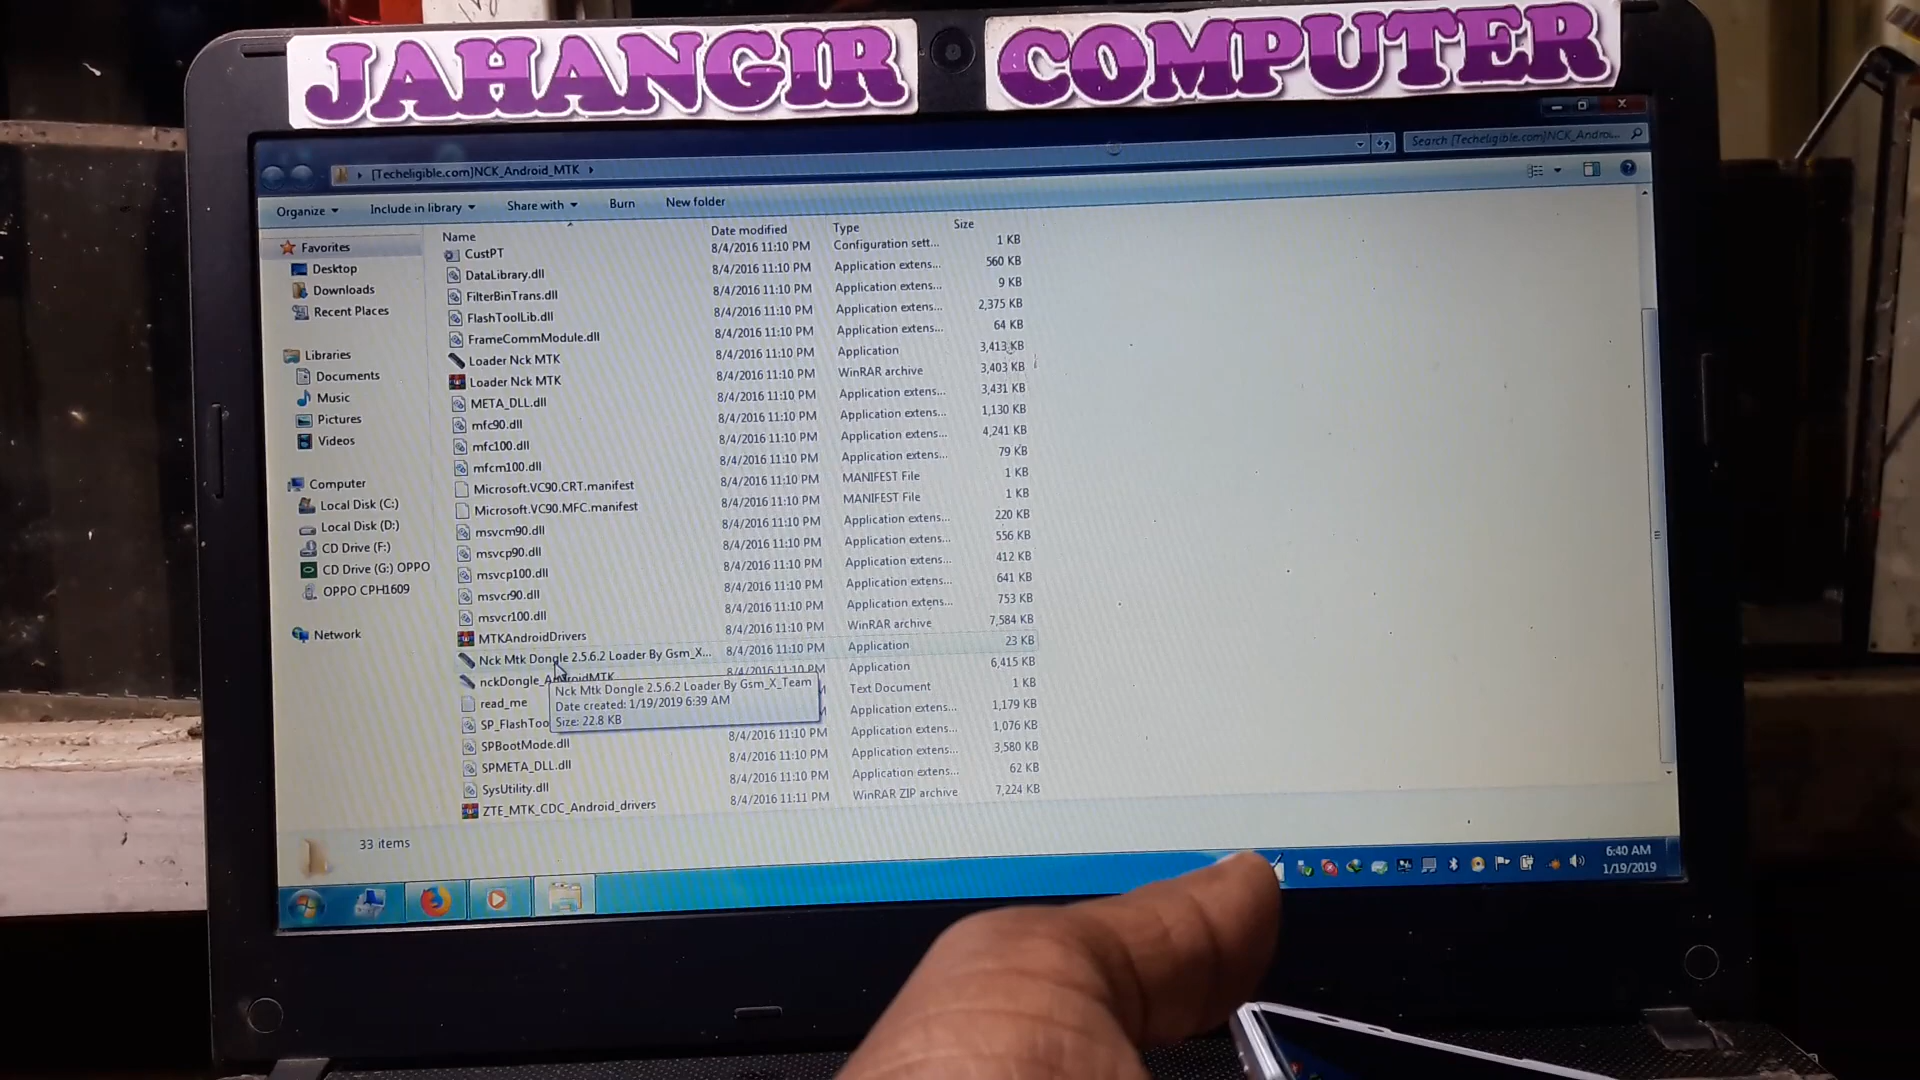 JAHANGIR COMPUTER
[Techeligible.com]NCK_Android_MTK
Search [Techeligible.com]NCK_Androi...
Organize Include in library Share with Burn New folder
Name Date modified Type Size
CustPT 8/4/2016 11:10 PM Configuration sett... 1 KB
DataLibrary.dll 8/4/2016 11:10 PM Application extens... 560 KB
FilterBinTrans.dll 8/4/2016 11:10 PM Application extens... 9 KB
FlashToolLib.dll 8/4/2016 11:10 PM Application extens... 2,375 KB
FrameCommModule.dll 8/4/2016 11:10 PM Application extens... 64 KB
Loader Nck MTK 8/4/2016 11:10 PM Application 3,413 KB
Loader Nck MTK 8/4/2016 11:10 PM WinRAR archive 3,403 KB
META_DLL.dll 8/4/2016 11:10 PM Application extens... 3,431 KB
mfc90.dll 8/4/2016 11:10 PM Application extens... 1,130 KB
mfc100.dll 8/4/2016 11:10 PM Application extens... 4,241 KB
mfcm100.dll 8/4/2016 11:10 PM Application extens... 79 KB
Microsoft.VC90.CRT.manifest 8/4/2016 11:10 PM MANIFEST File 1 KB
Microsoft.VC90.MFC.manifest 8/4/2016 11:10 PM MANIFEST File 1 KB
msvcm90.dll 8/4/2016 11:10 PM Application extens... 220 KB
msvcp90.dll 8/4/2016 11:10 PM Application extens... 556 KB
msvcp100.dll 8/4/2016 11:10 PM Application extens... 412 KB
msvcr90.dll 8/4/2016 11:10 PM Application extens... 641 KB
msvcr100.dll 8/4/2016 11:10 PM Application extens... 753 KB
MTKAndroidDrivers 8/4/2016 11:10 PM WinRAR archive 7,584 KB
Nck Mtk Dongle 2.5.6.2 Loader By Gsm_X... 8/4/2016 11:10 PM Application 23 KB
nckDongle_AndroidMTK 8/4/2016 11:10 PM Application 6,415 KB
read_me Text Document 1 KB
SP_FlashToo Application extens... 1,179 KB
SPBootMode.dll 8/4/2016 11:10 PM Application extens... 1,076 KB
SPMETA_DLL.dll 8/4/2016 11:10 PM Application extens... 3,580 KB
SysUtility.dll 8/4/2016 11:10 PM Application extens... 62 KB
ZTE_MTK_CDC_Android_drivers 8/4/2016 11:11 PM WinRAR ZIP archive 7,224 KB
Nck Mtk Dongle 2.5.6.2 Loader By Gsm_X_Team
Date created: 1/19/2019 6:39 AM
Size: 22.8 KB
Favorites
Desktop
Downloads
Recent Places
Libraries
Documents
Music
Pictures
Videos
Computer
Local Disk (C:)
Local Disk (D:)
CD Drive (F:)
CD Drive (G:) OPPO
OPPO CPH1609
Network
33 items
6:40 AM
1/19/2019